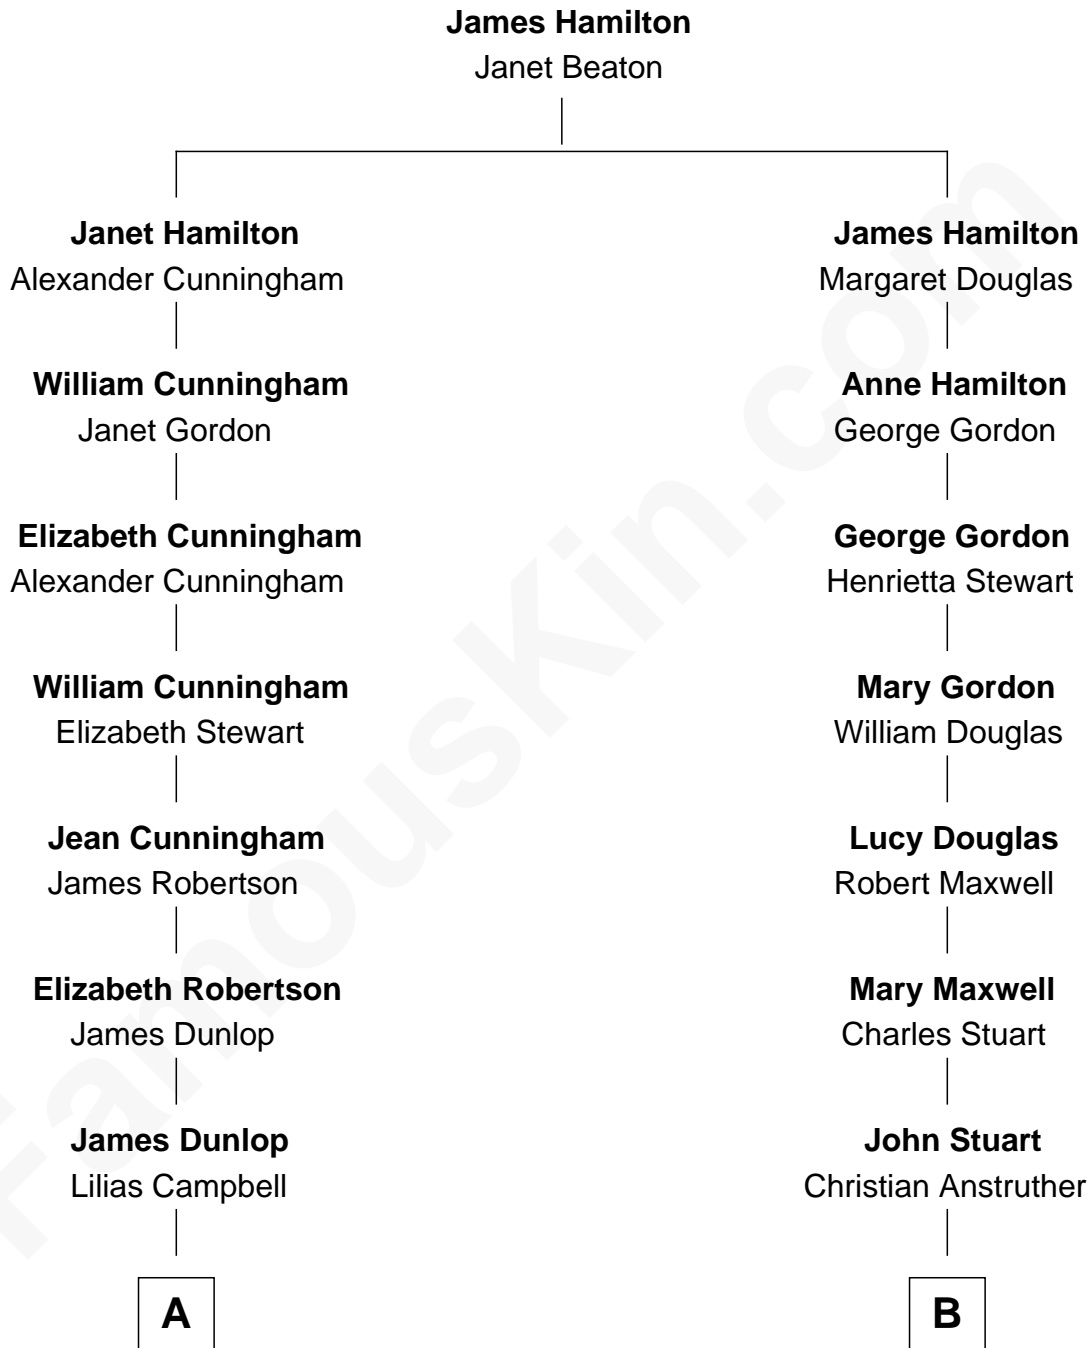 James Hamilton
Janet Beaton
Janet Hamilton
Alexander Cunningham
James Hamilton
Margaret Douglas
William Cunningham
Janet Gordon
Anne Hamilton
George Gordon
Elizabeth Cunningham
Alexander Cunningham
George Gordon
Henrietta Stewart
William Cunningham
Elizabeth Stewart
Mary Gordon
William Douglas
Jean Cunningham
James Robertson
Lucy Douglas
Robert Maxwell
Elizabeth Robertson
James Dunlop
Mary Maxwell
Charles Stuart
James Dunlop
Lilias Campbell
John Stuart
Christian Anstruther
A
B
FamousKin.com